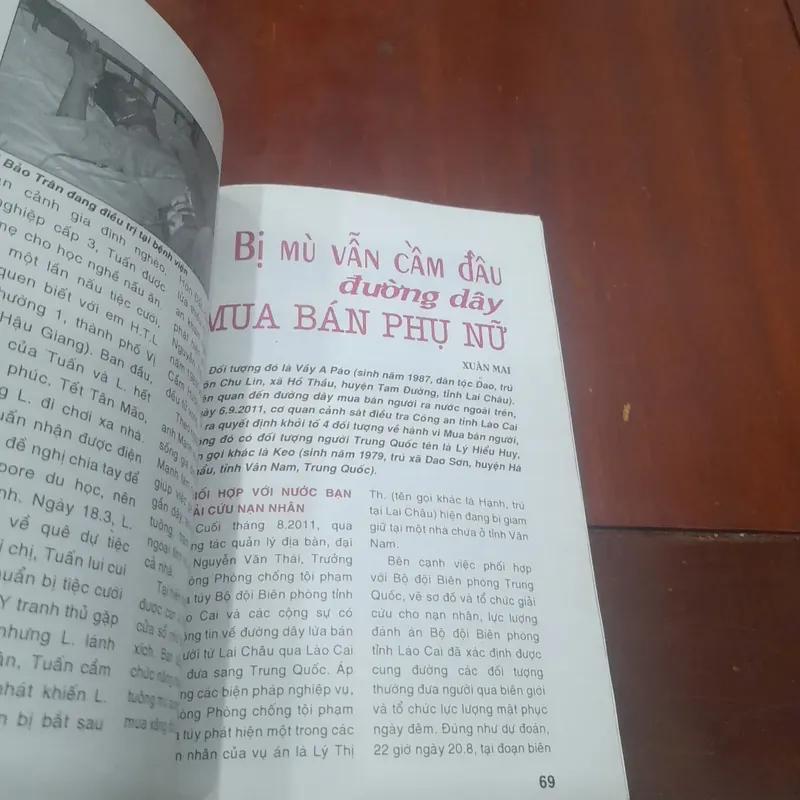 Bảo Trân đang điều trị tại bệnh viện
cảnh gia đình nghèo,
nghiệp cấp 3, Tuấn được
mẹ cho học nghề nấu ăn
một lần nấu tiệc cưới,
quen biết với em H.T.L
phường 1, thành phố Vị
Hậu Giang). Ban đầu,
của Tuấn và L. hết
phúc, Tết Tân Mão,
L. đi chơi xa nhà.
Tuấn nhận được điện
đề nghị chia tay để
pore du học, nên
Ngày 18.3, L.
về quê dự tiệc
chị, Tuấn lui cui
chuẩn bị tiệc cưới
Y tranh thủ gặp
nhưng L. lánh
Tuấn cầm
nhát khiến L.
bị bắt sau
BỊ MÙ VẪN CẦM ĐẦU
đường dây
MUA BÁN PHỤ NỮ
XUÂN MAI
Đối tượng đó là Vầy A Páo (sinh năm 1987, dân tộc Dao, trú
Chu Lìn, xã Hồ Thầu, huyện Tam Đường, tỉnh Lai Châu).
liên quan đến đường dây mua bán người ra nước ngoài trên,
ngày 6.9.2011, cơ quan cảnh sát điều tra Công an tỉnh Lào Cai
ra quyết định khởi tố 4 đối tượng về hành vi Mua bán người,
trong đó có đối tượng người Trung Quốc tên là Lý Hiểu Huy,
gọi khác là Keo (sinh năm 1979, trú xã Dao Sơn, huyện Hà
Khẩu, tỉnh Vân Nam, Trung Quốc).
PHỐI HỢP VỚI NƯỚC BẠN
GIẢI CỨU NẠN NHÂN
Cuối tháng 8.2011, qua
công tác quản lý địa bàn, đại
Nguyễn Văn Thái, Trưởng
Phòng Phòng chống tội phạm
ma túy Bộ đội Biên phòng tỉnh
Lào Cai và các cộng sự có
thông tin về đường dây lừa bán
người từ Lai Châu qua Lào Cai
đưa sang Trung Quốc. Áp
dụng các biện pháp nghiệp vụ,
Phòng Phòng chống tội phạm
ma túy phát hiện một trong các
nạn nhân của vụ án là Lý Thị
Th. (tên gọi khác là Hạnh, trú
tại Lai Châu) hiện đang bị giam
giữ tại một nhà chứa ở tỉnh Vân
Nam.
Bên cạnh việc phối hợp
với Bộ đội Biên phòng Trung
Quốc, vẽ sơ đồ và tổ chức giải
cứu cho nạn nhân, lực lượng
đánh án Bộ đội Biên phòng
tỉnh Lào Cai đã xác định được
cung đường các đối tượng
thường đưa người qua biên giới
và tổ chức lực lượng mật phục
ngày đêm. Đúng như dự đoán,
22 giờ ngày 20.8, tại đoạn biên
69